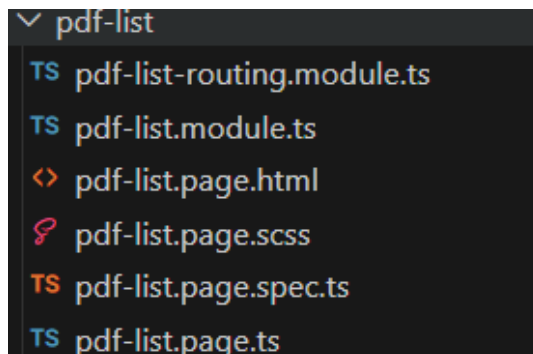 pdf-list
TS pdf-list-routing.module.ts
TS pdf-list.module.ts
<> pdf-list.page.html
pdf-list.page.scss
TS pdf-list.page.spec.ts
TS pdf-list.page.ts